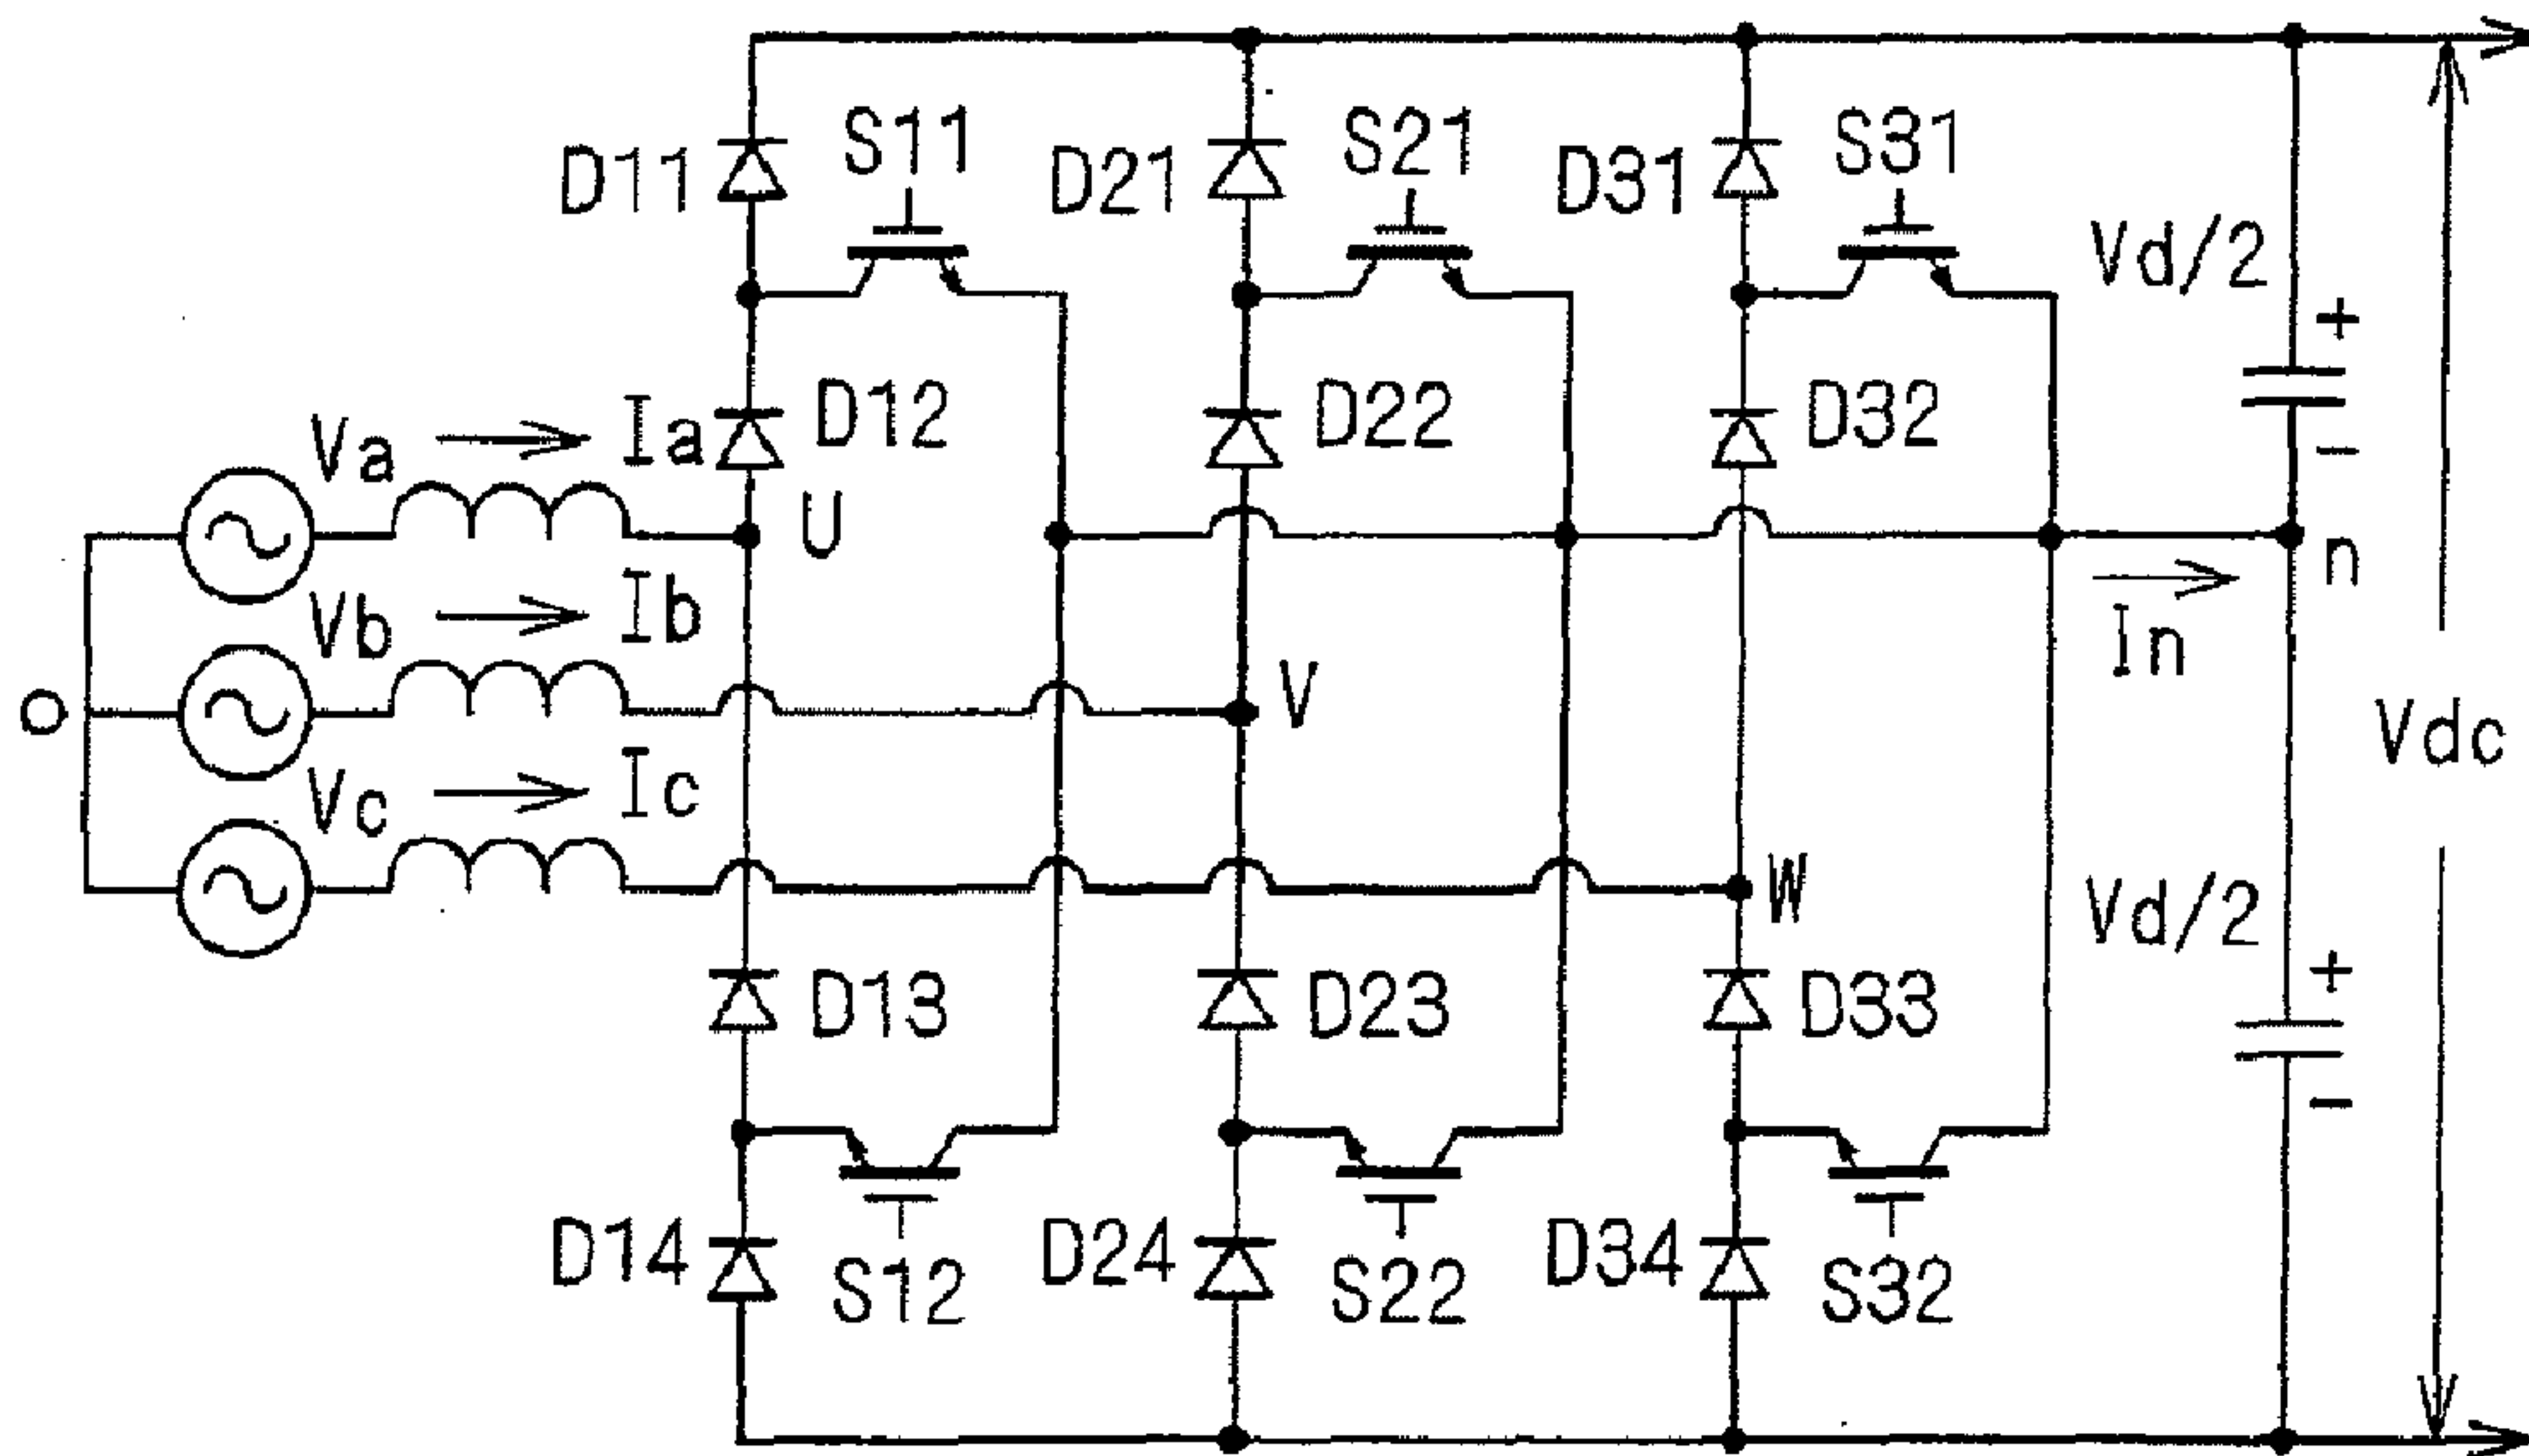 S11
S21
S31
D11
D21
D31
Vd/2
+
Va
Ia
D12
D22
D32
-
U
n
Vb
Ib
In
o
V
Vdc
Vc
Ic
W
Vd/2
+
D13
D23
D33
-
D14
S12
D24
S22
D34
S32